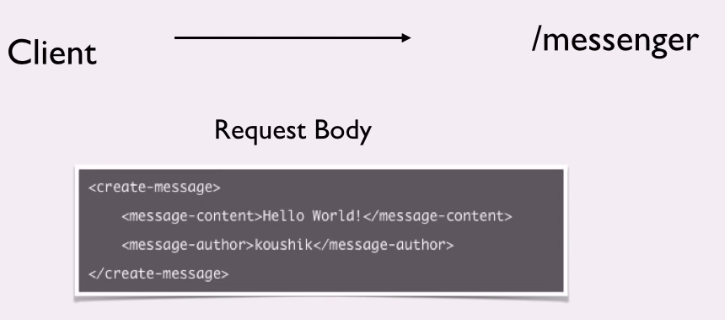 Client
/messenger
Request Body
<create-message>
<message-content>Hello World!</message-content>
<message-author>koushik</message-author>
</create-message>